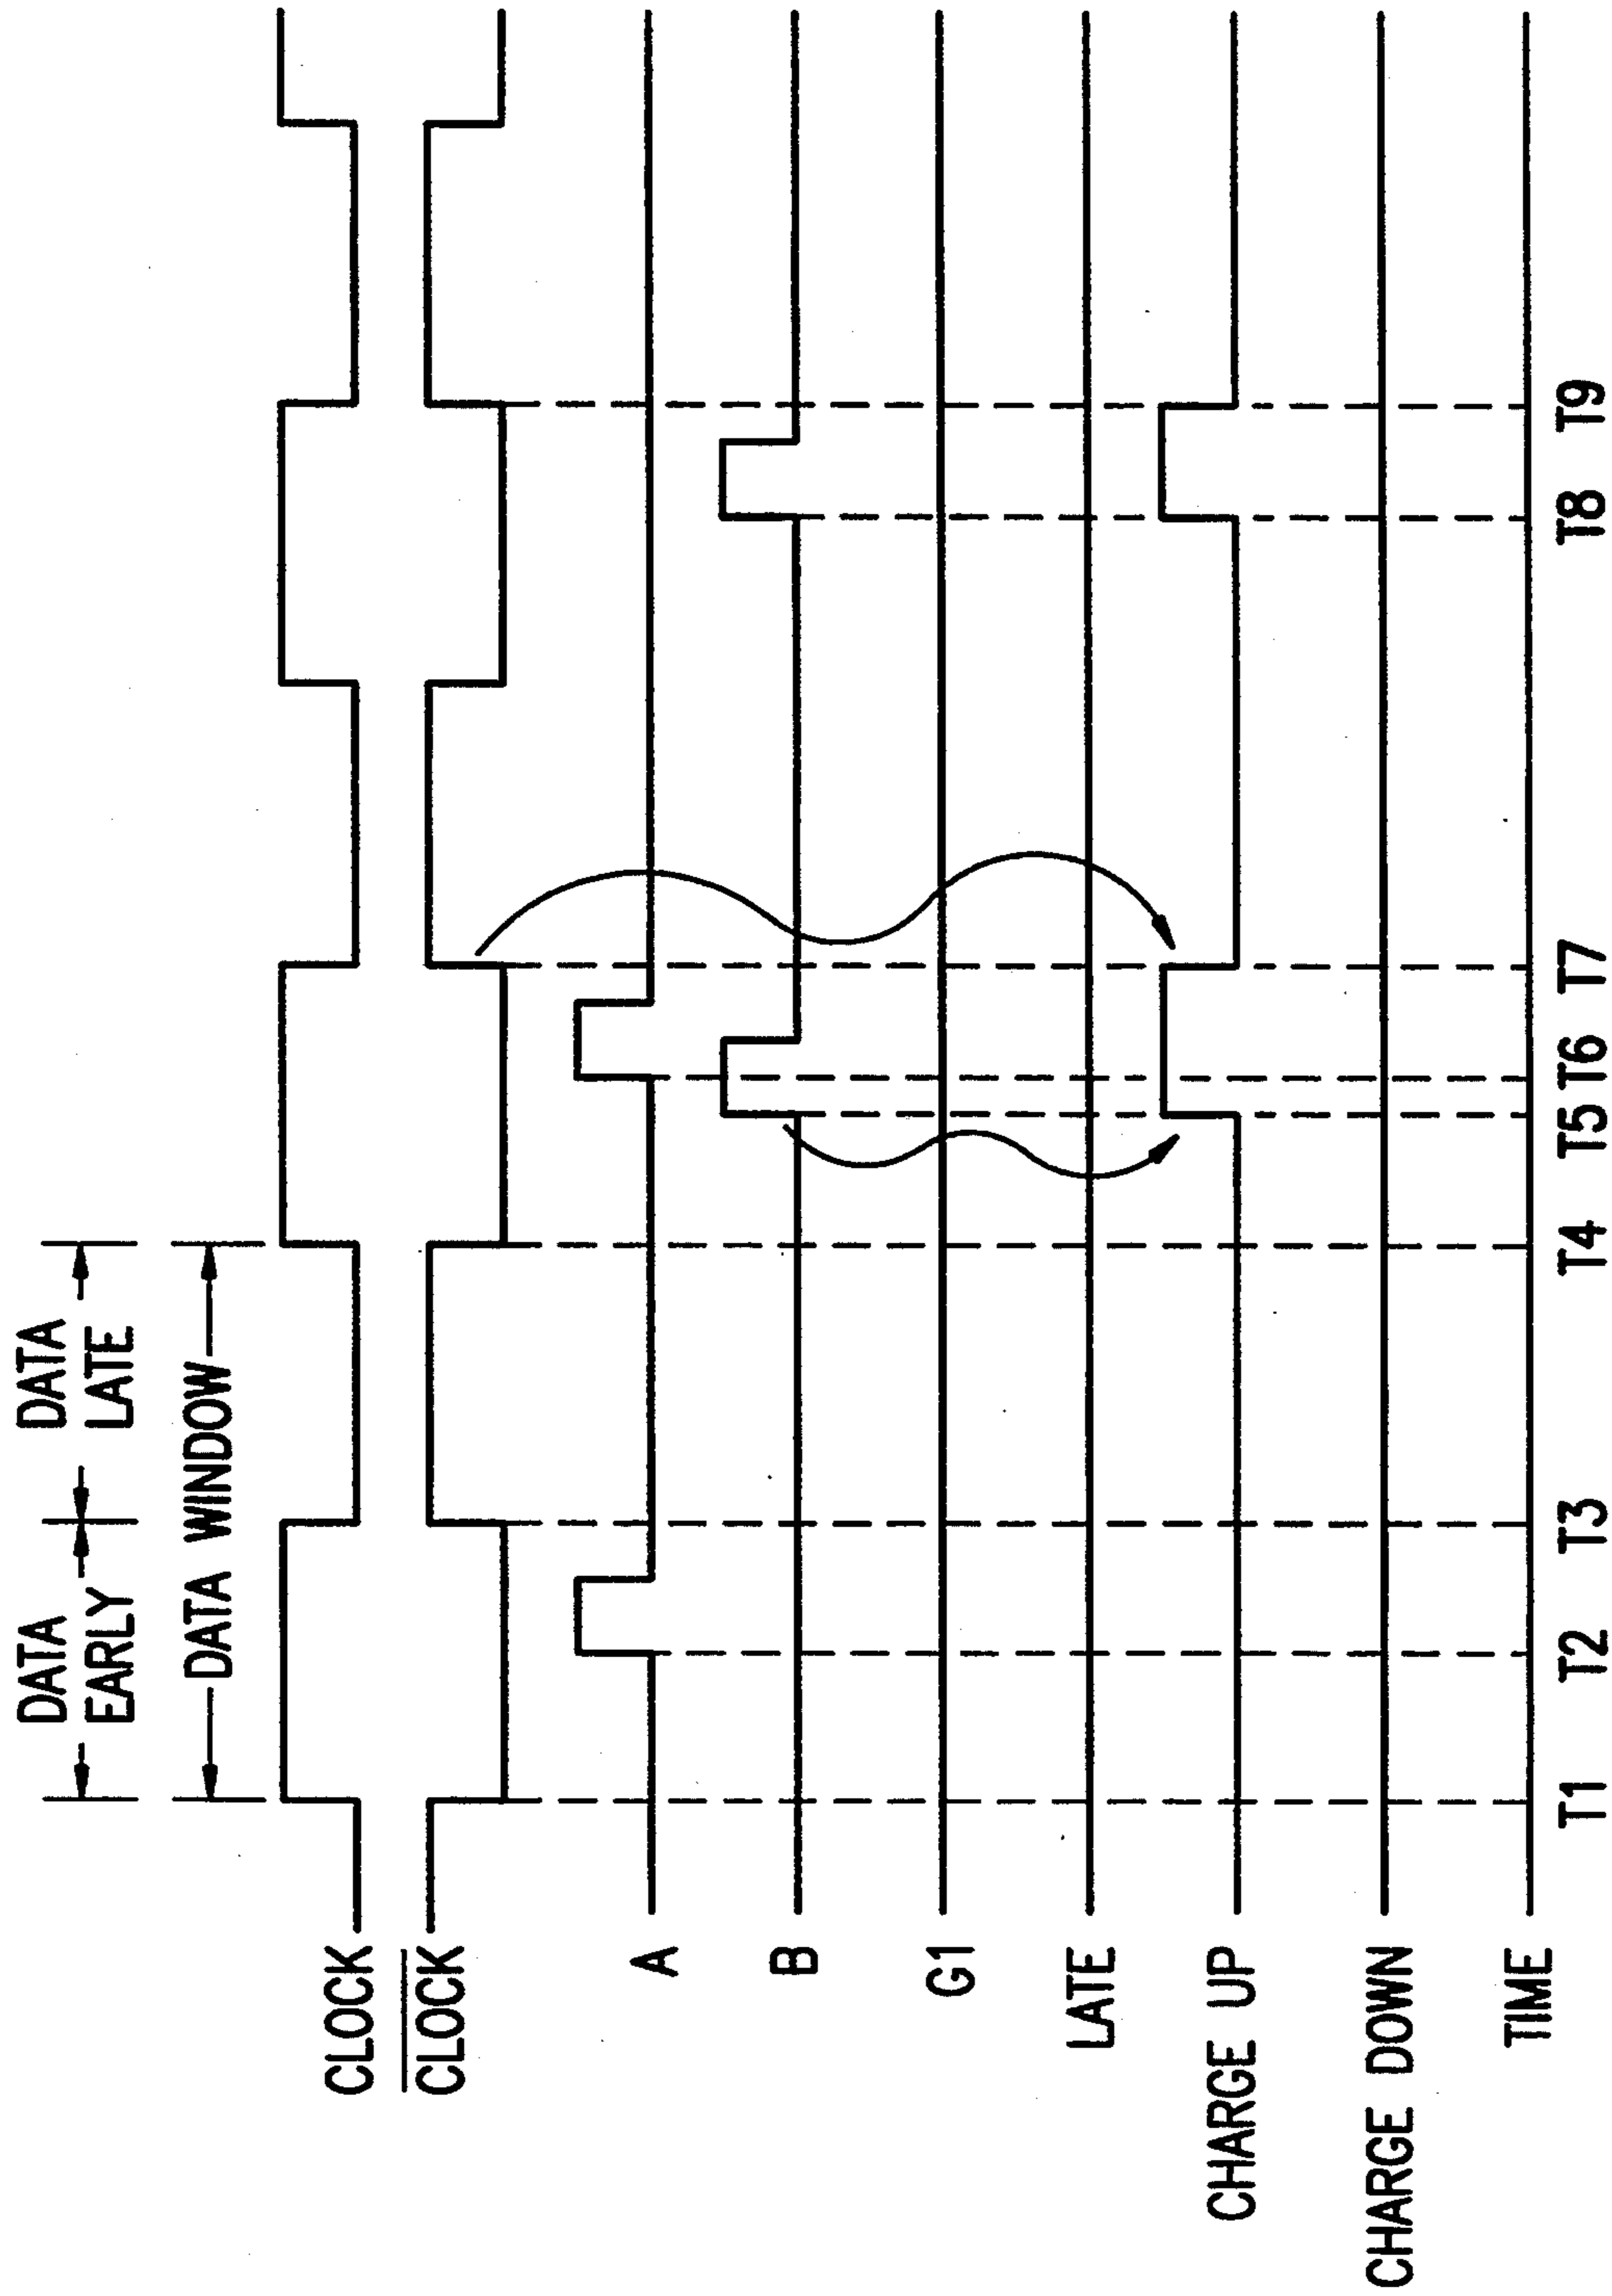 DATA
EARLY
DATA
LATE
DATA WINDOW
CLOCK
CLOCK
A
B
G1
LATE
CHARGE UP
CHARGE DOWN
TIME
T1 T2 T3 T4 T5 T6 T7 T8 T9